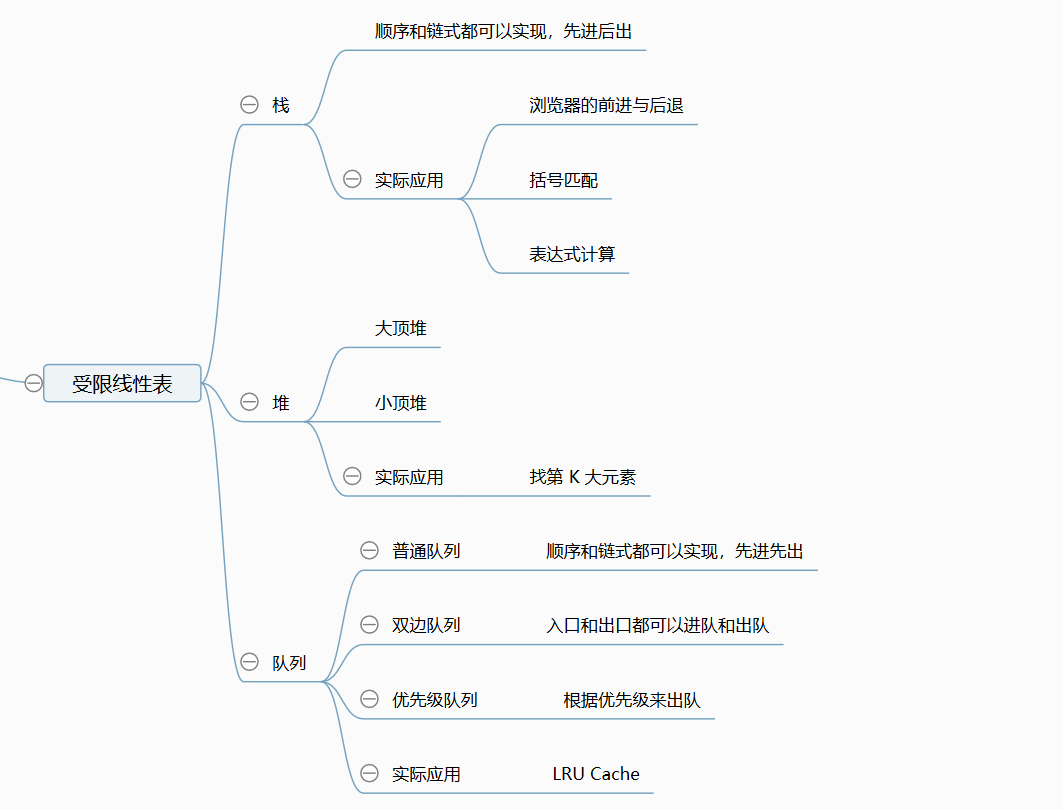 受限线性表
栈
顺序和链式都可以实现，先进后出
实际应用
浏览器的前进与后退
括号匹配
表达式计算
堆
大顶堆
小顶堆
实际应用
找第 K 大元素
队列
普通队列
顺序和链式都可以实现，先进先出
双边队列
入口和出口都可以进队和出队
优先级队列
根据优先级来出队
实际应用
LRU Cache